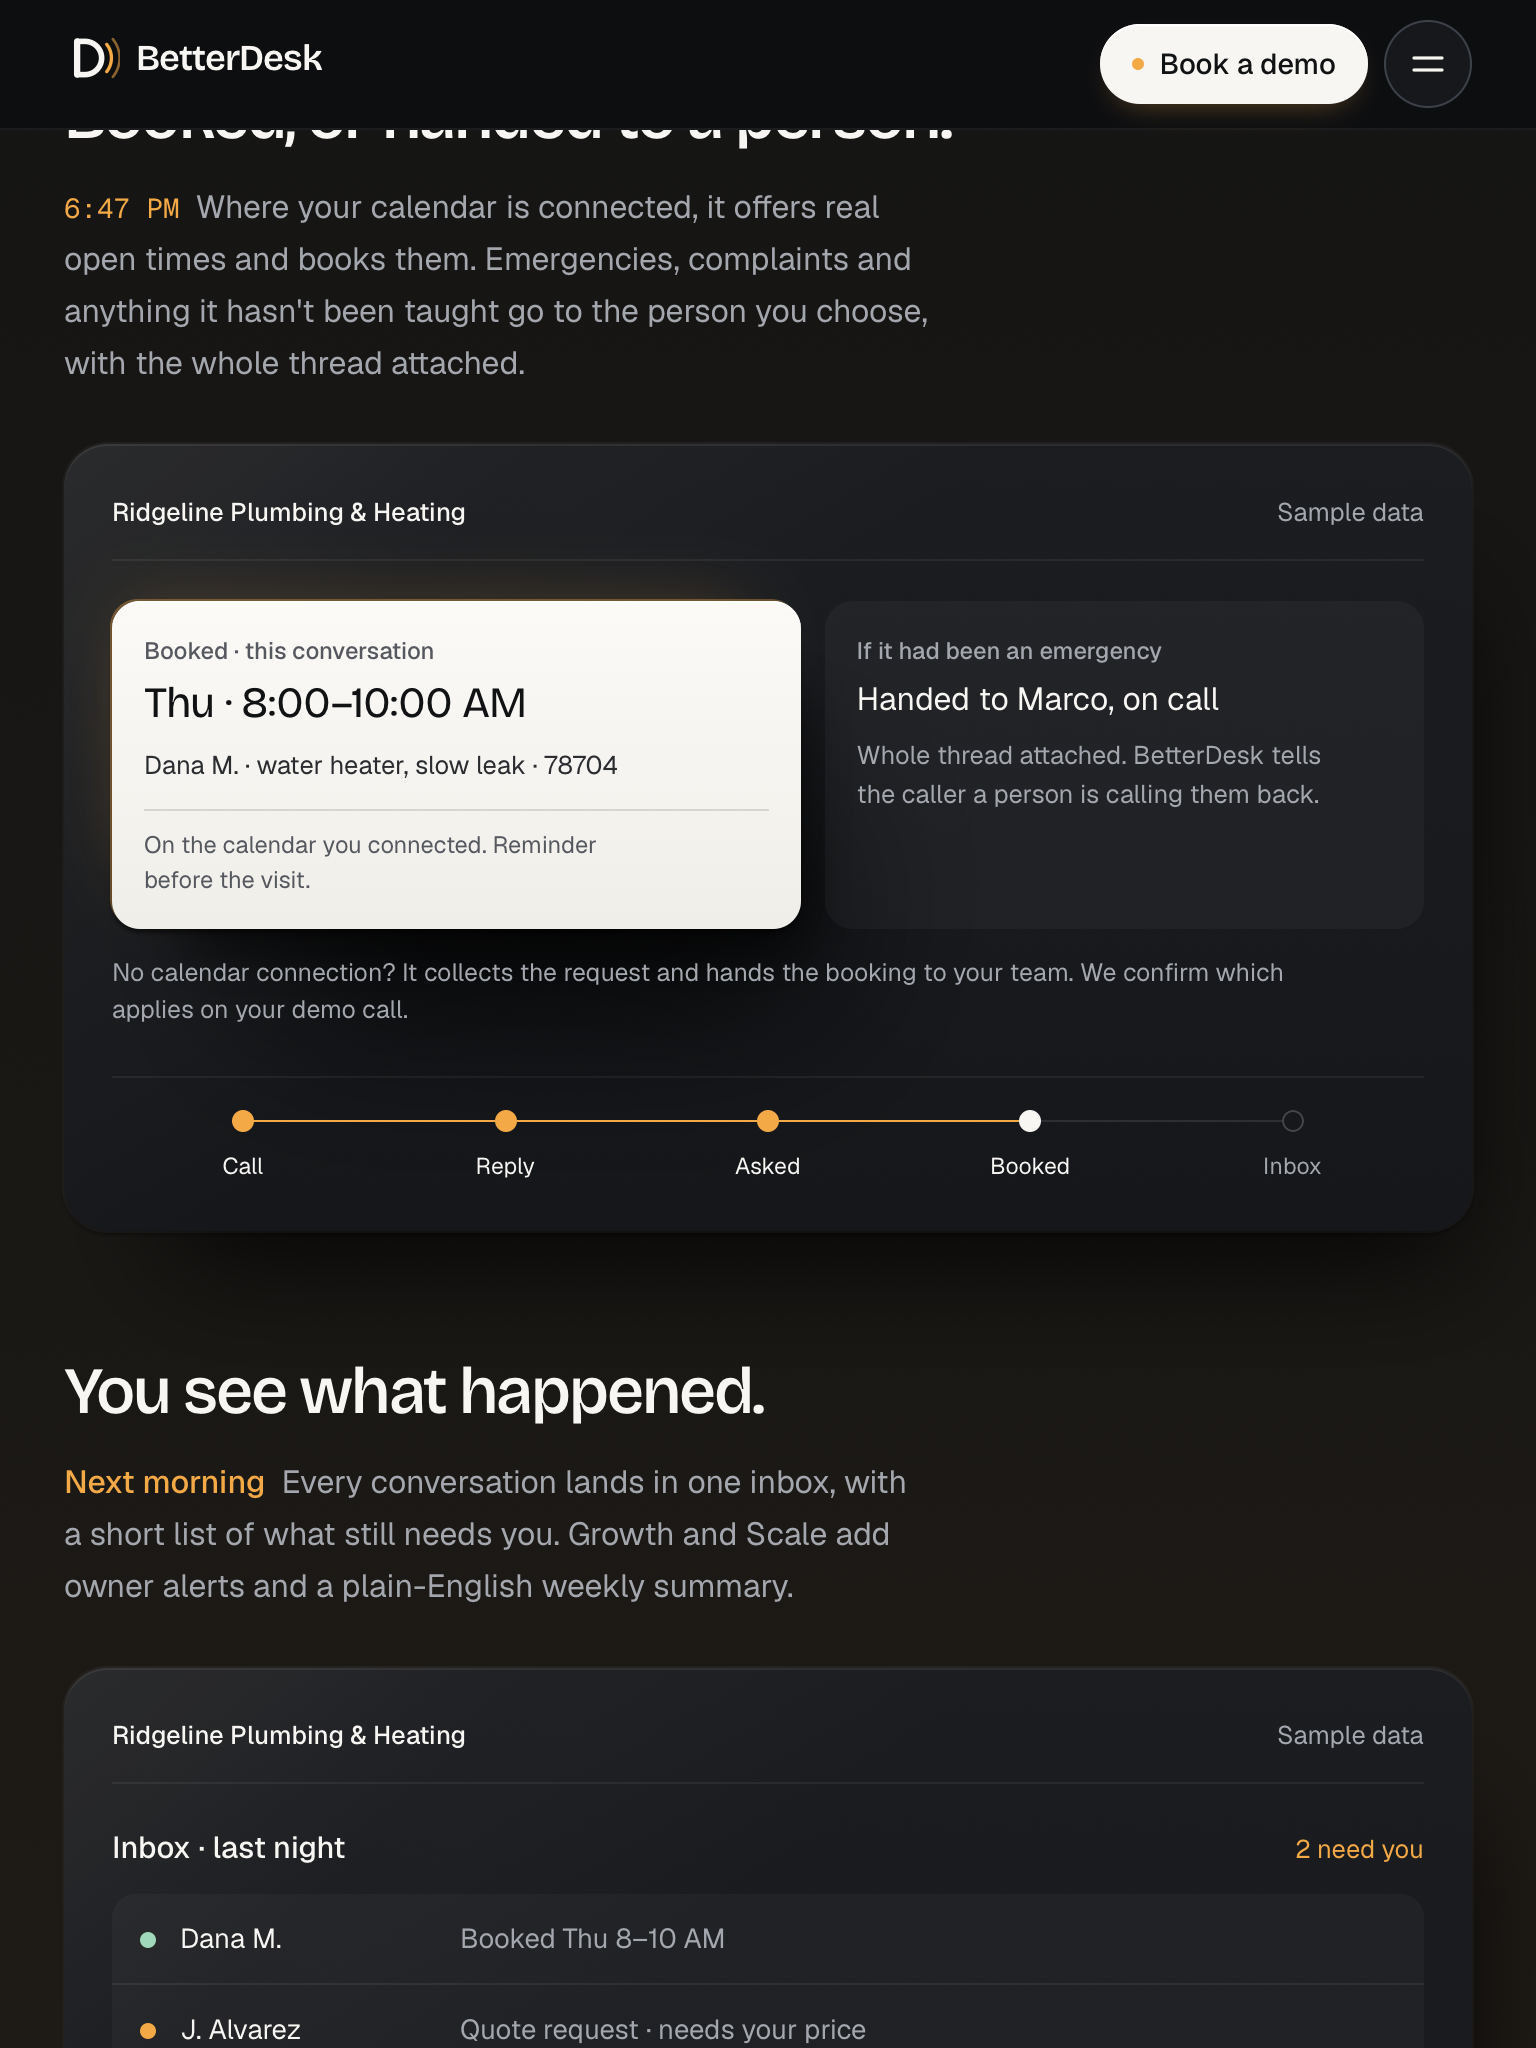 BetterDesk
Book a demo
Booked, or handed to a person.
6:47 PM Where your calendar is connected, it offers real
open times and books them. Emergencies, complaints and
anything it hasn't been taught go to the person you choose,
with the whole thread attached.
Ridgeline Plumbing & Heating
Sample data
Booked · this conversation
Thu · 8:00–10:00 AM
Dana M. · water heater, slow leak · 78704
On the calendar you connected. Reminder
before the visit.
If it had been an emergency
Handed to Marco, on call
Whole thread attached. BetterDesk tells
the caller a person is calling them back.
No calendar connection? It collects the request and hands the booking to your team. We confirm which
applies on your demo call.
Call
Reply
Asked
Booked
Inbox
You see what happened.
Next morning Every conversation lands in one inbox, with
a short list of what still needs you. Growth and Scale add
owner alerts and a plain-English weekly summary.
Ridgeline Plumbing & Heating
Sample data
Inbox · last night
2 need you
Dana M.
Booked Thu 8–10 AM
J. Alvarez
Quote request · needs your price